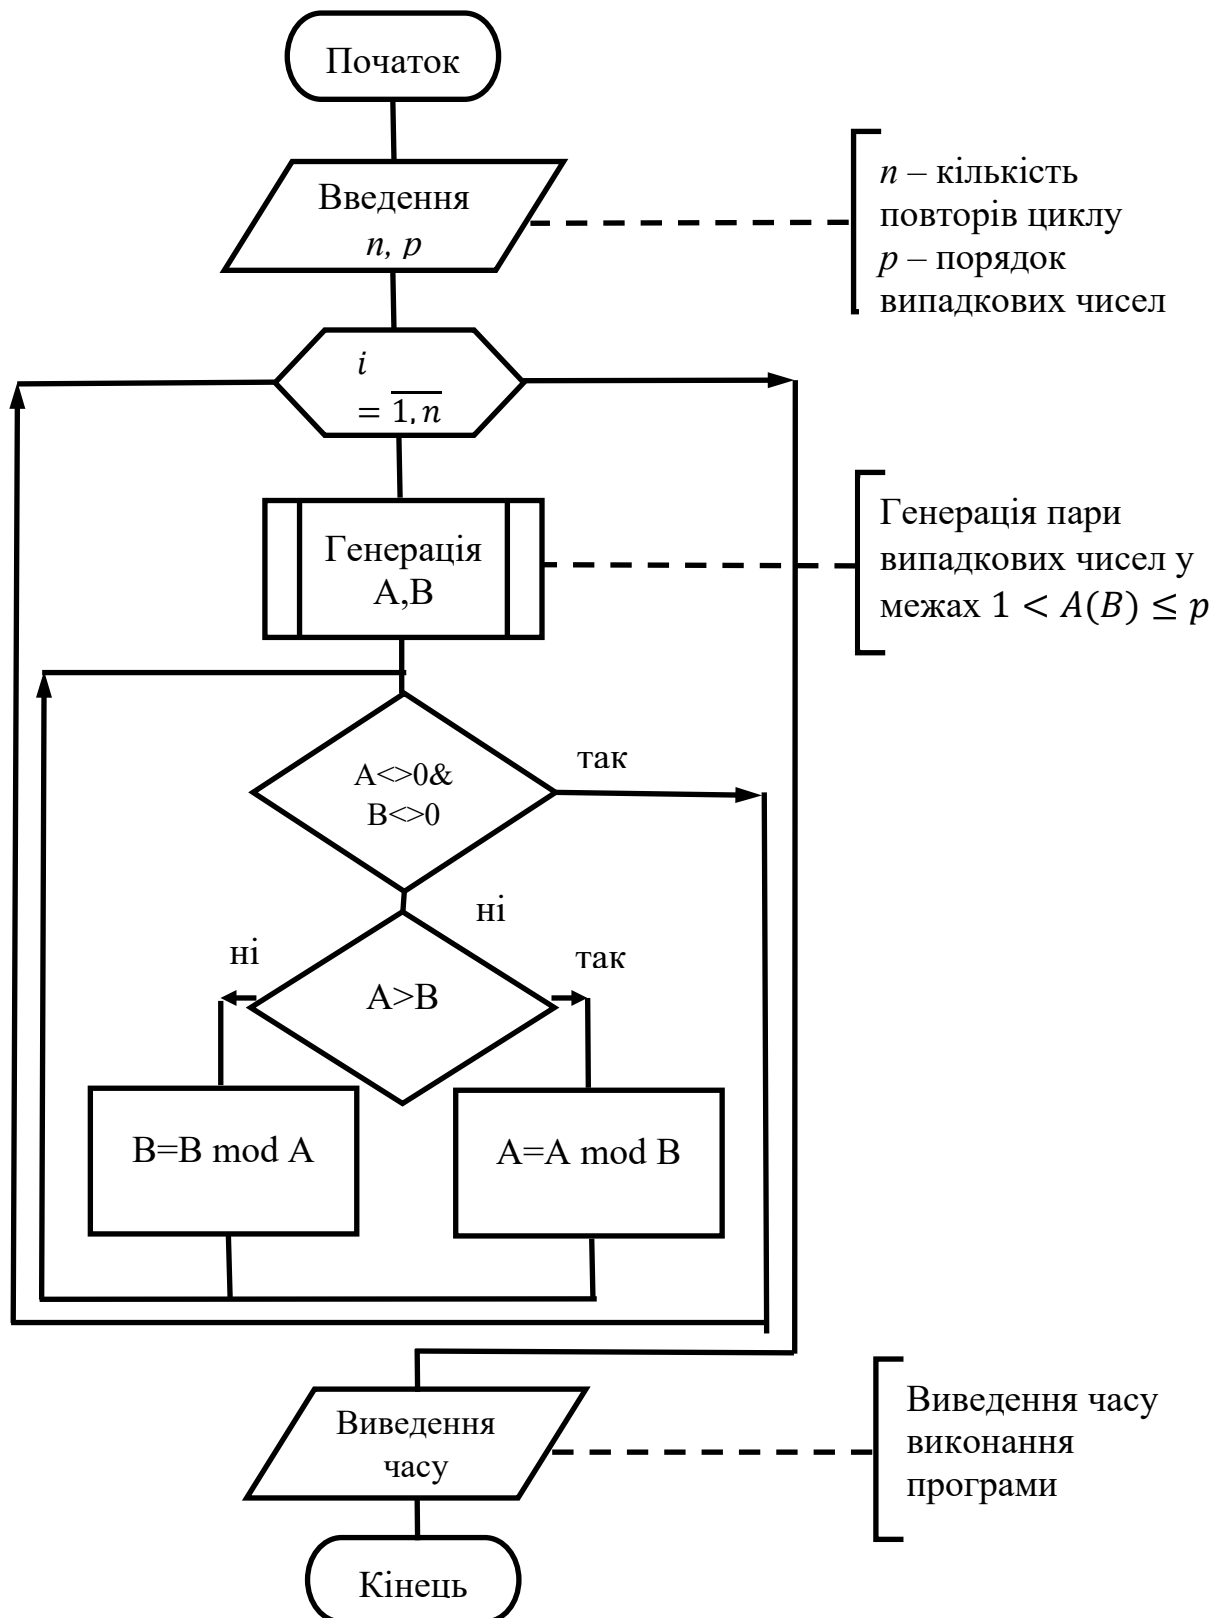 Початок
Введення
n, p
n – кількість
повторів циклу
p – порядок
випадкових чисел
i
= 1, n
Генерація
А,В
Генерація пари
випадкових чисел у
межах 1 < A(B) ≤ p
A<>0&
B<>0
так
ні
A>B
ні
так
B=B mod A
A=A mod B
Виведення
часу
Виведення часу
виконання
програми
Кінець